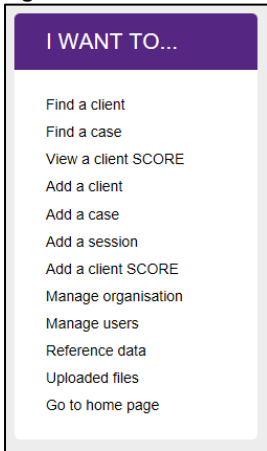 I WANT TO...
Find a client
Find a case
View a client SCORE
Add a client
Add a case
Add a session
Add a client SCORE
Manage organisation
Manage users
Reference data
Uploaded files
Go to home page